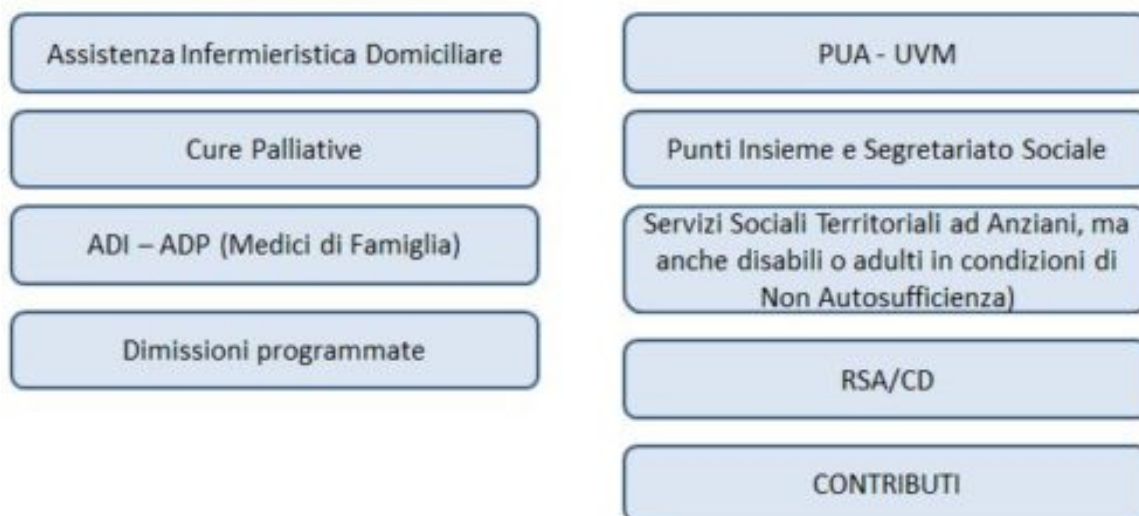 Assistenza Infermieristica Domiciliare
Cure Palliative
ADI – ADP (Medici di Famiglia)
Dimissioni programmate
PUA - UVM
Punti Insieme e Segretariato Sociale
Servizi Sociali Territoriali ad Anziani, ma
anche disabili o adulti in condizioni di
Non Autosufficienza)
RSA/CD
CONTRIBUTI